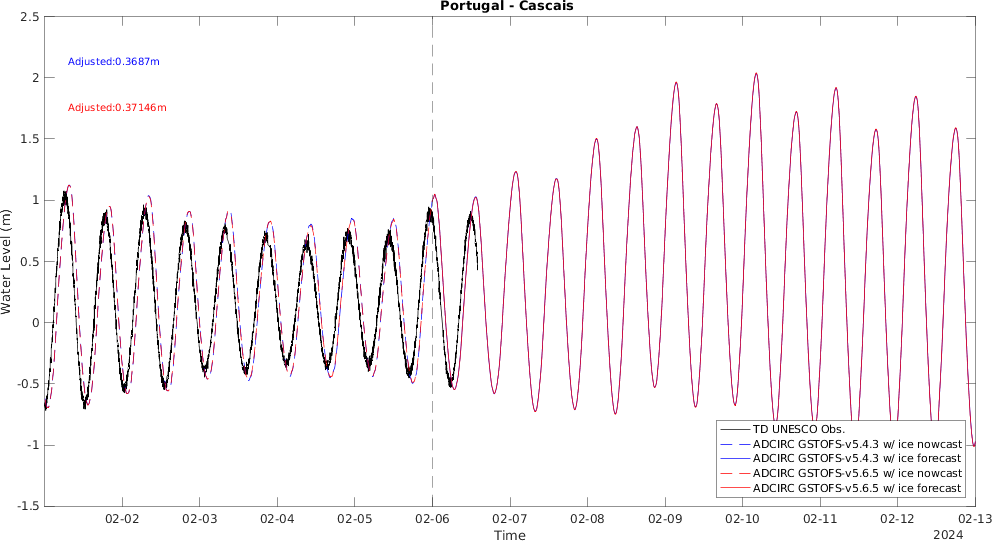 Portugal - Cascais
2.5
2
1.5
1
0.5
0
-0.5
-1
-1.5
Water Level (m)
Adjusted:0.3687m
Adjusted:0.37146m
TD UNESCO Obs.
ADCIRC GSTOFS-v5.4.3 w/ ice nowcast
ADCIRC GSTOFS-v5.4.3 w/ ice forecast
ADCIRC GSTOFS-v5.6.5 w/ ice nowcast
ADCIRC GSTOFS-v5.6.5 w/ ice forecast
02-02 02-03 02-04 02-05 02-06 02-07 02-08 02-09 02-10 02-11 02-12 02-13
Time
2024